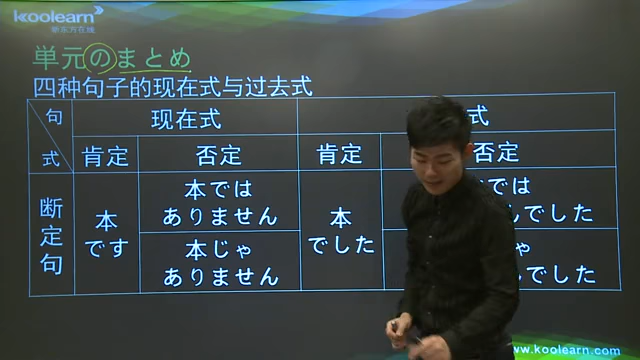 koolearn
新东方在线
単元のまとめ
四种句子的现在式与过去式
句 式
现在式
式
肯定
否定
肯定
否定
断定句
本です
本では
ありません
本じゃ
ありません
本でした
では
んでした
んでした
www.koolearn.com